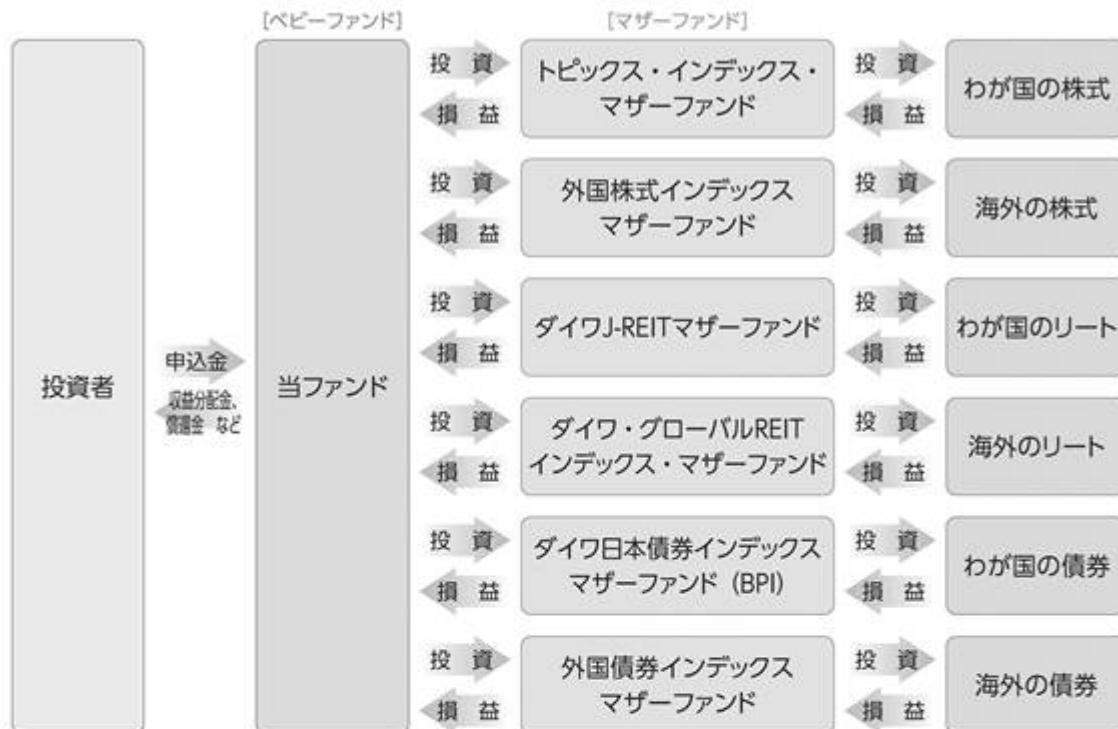 [ベビーファンド]
[マザーファンド]
投資者
申込金
収益分配金、
償還金 など
当ファンド
投 資
損 益
トピックス・インデックス・
マザーファンド
投 資
損 益
わが国の株式
投 資
損 益
外国株式インデックス
マザーファンド
投 資
損 益
海外の株式
投 資
損 益
ダイワJ-REITマザーファンド
投 資
損 益
わが国のリート
投 資
損 益
ダイワ・グローバルREIT
インデックス・マザーファンド
投 資
損 益
海外のリート
投 資
損 益
ダイワ日本債券インデックス
マザーファンド（BPI）
投 資
損 益
わが国の債券
投 資
損 益
外国債券インデックス
マザーファンド
投 資
損 益
海外の債券